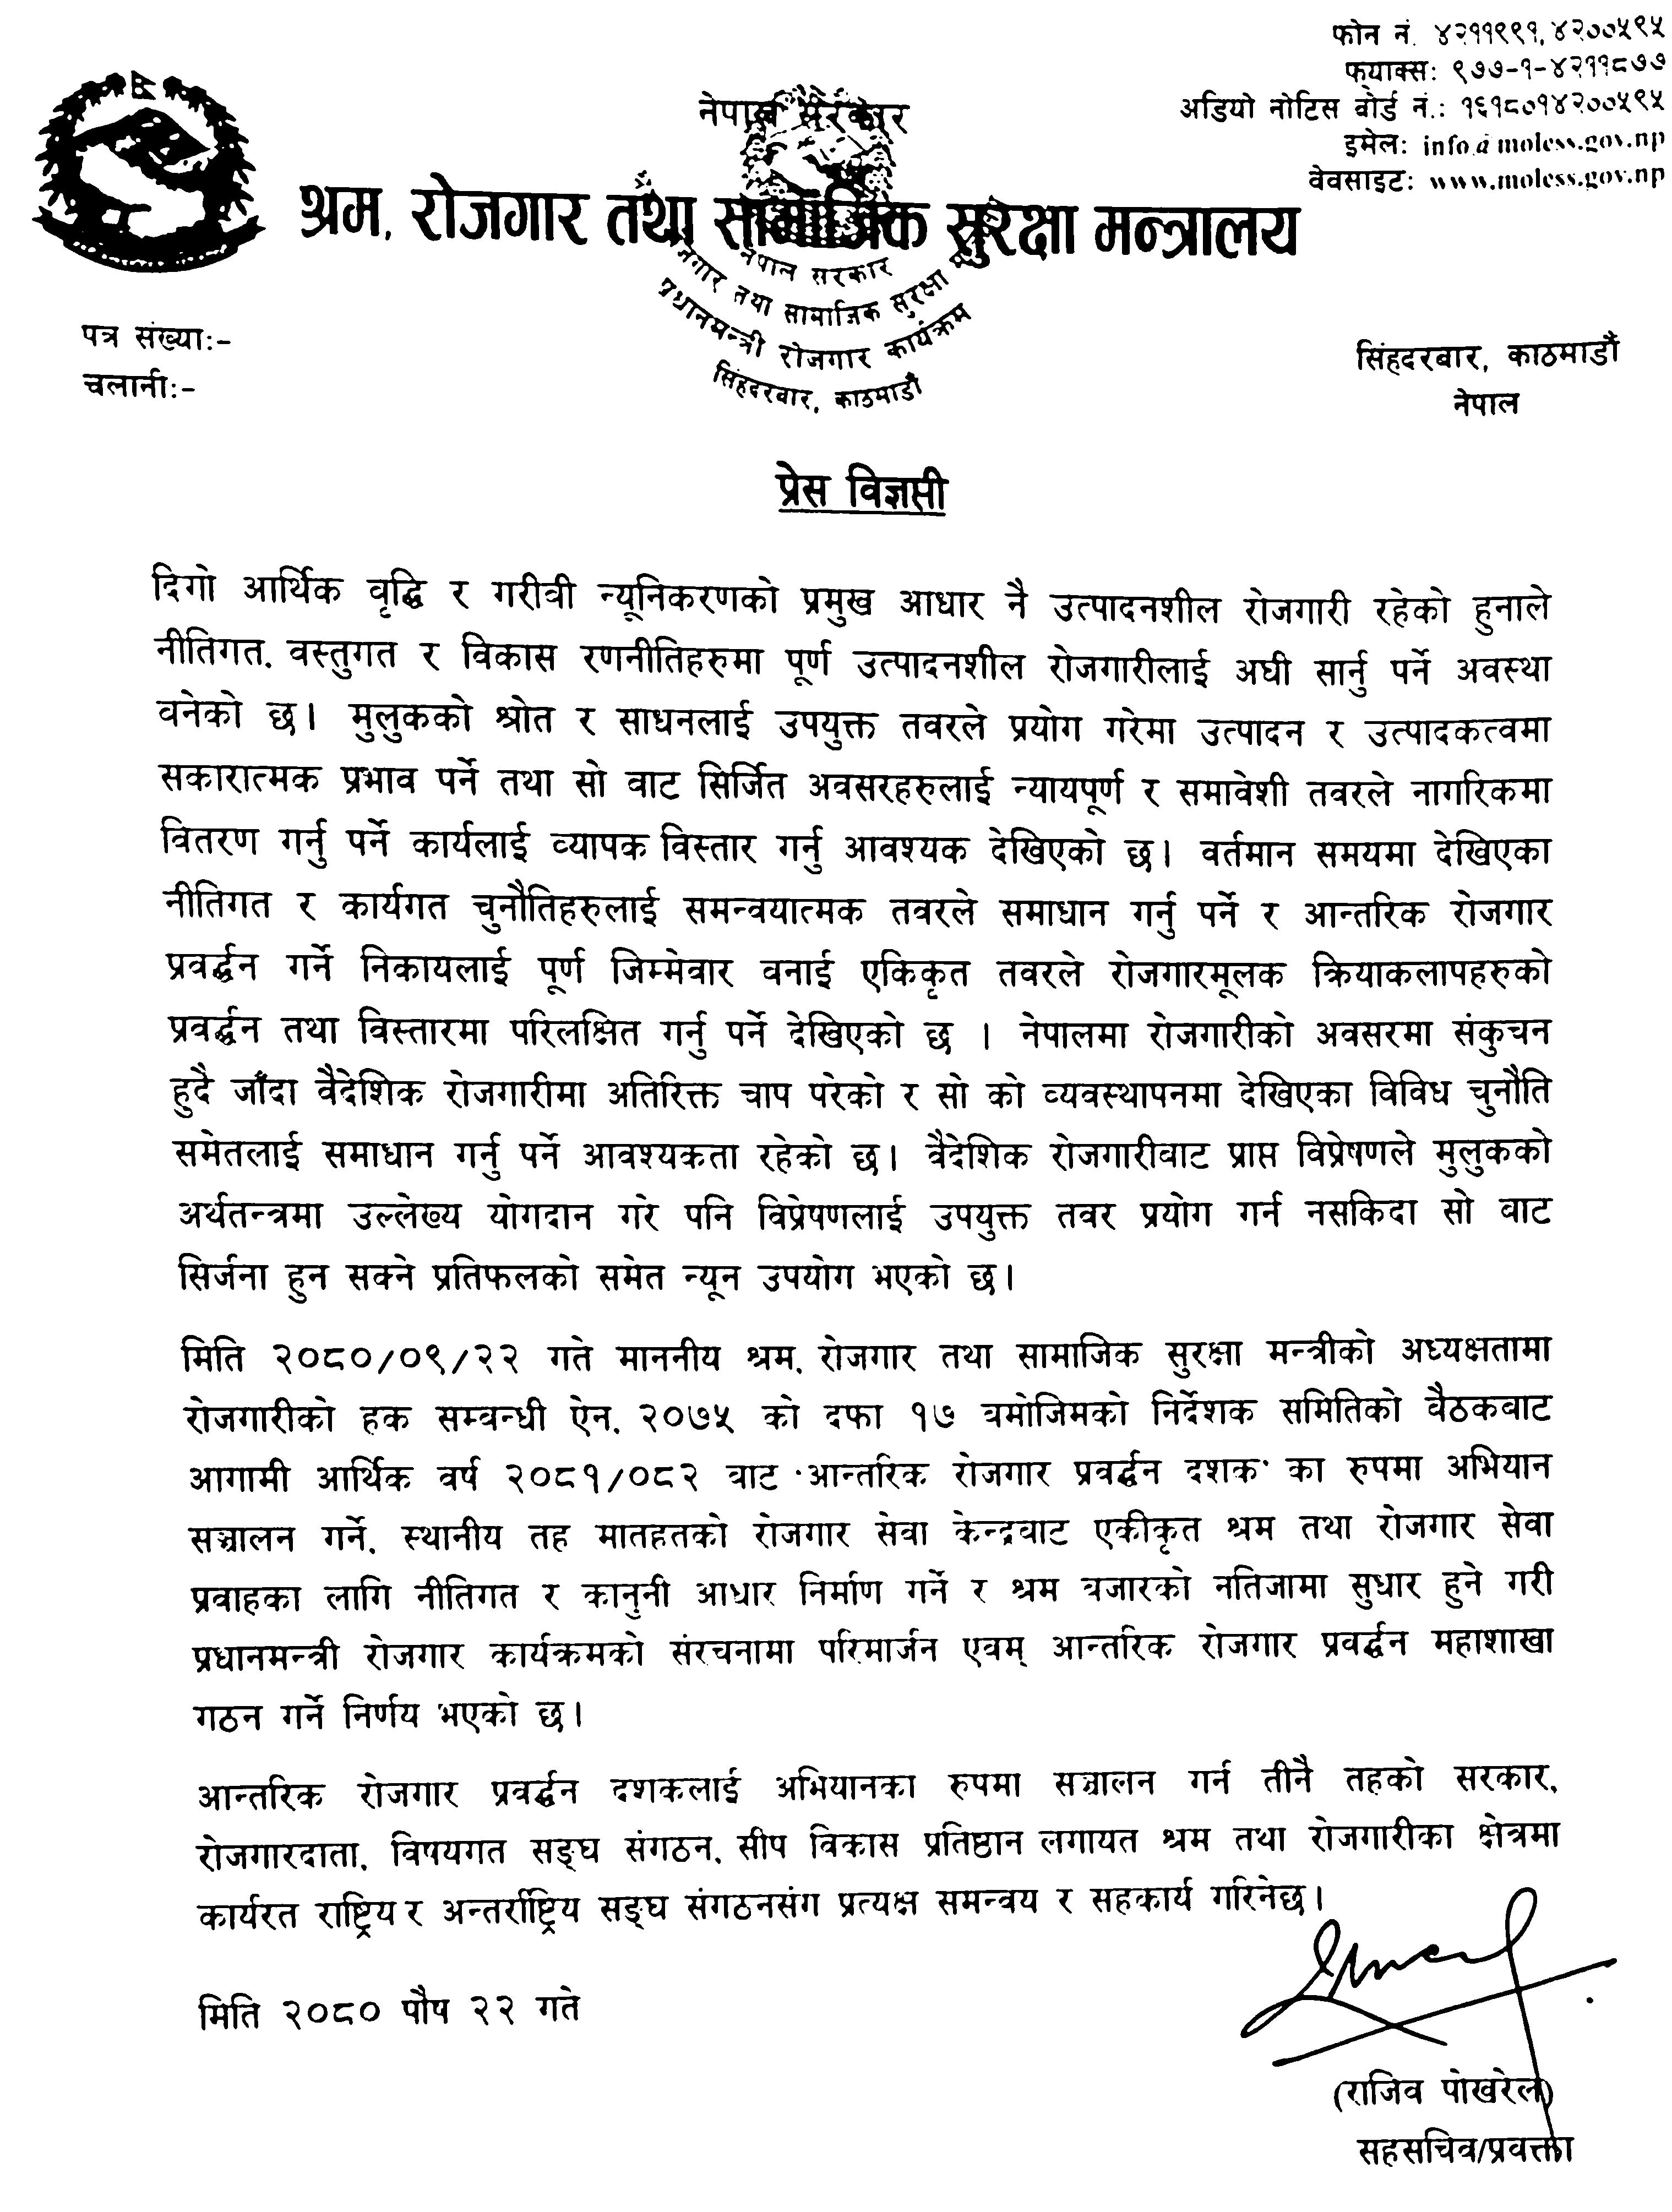 फोन नं. ४२११९९१, ४२००५९५
फ्याक्स: ९७७-१-४२११८७७
अडियो नोटिस वोर्ड नं.: १६१८०१४२००५९५
इमेल: info@moless.gov.np
वेवसाइट: www.moless.gov.np
नेपाल सरकार
श्रम, रोजगार तथा सामाजिक सुरक्षा मन्त्रालय
नेपाल सरकार
तथा सामाजिक सुरक्षा
प्रधानमन्त्री रोजगार कार्यक्रम
सिंहदरवार, काठमाडौं
पत्र संख्या:-
चलानी:-
सिंहदरवार, काठमाडौं
नेपाल
प्रेस विज्ञप्ती
दिगो आर्थिक वृद्धि र गरीवी न्यूनिकरणको प्रमुख आधार नै उत्पादनशील रोजगारी रहेको हुनाले
नीतिगत, वस्तुगत र विकास रणनीतिहरुमा पूर्ण उत्पादनशील रोजगारीलाई अघी सार्नु पर्ने अवस्था
वनेको छ। मुलुकको श्रोत र साधनलाई उपयुक्त तवरले प्रयोग गरेमा उत्पादन र उत्पादकत्वमा
सकारात्मक प्रभाव पर्ने तथा सो वाट सिर्जित अवसरहरुलाई न्यायपूर्ण र समावेशी तवरले नागरिकमा
वितरण गर्नु पर्ने कार्यलाई व्यापक विस्तार गर्नु आवश्यक देखिएको छ। वर्तमान समयमा देखिएका
नीतिगत र कार्यगत चुनौतिहरुलाई समन्वयात्मक तवरले समाधान गर्नु पर्ने र आन्तरिक रोजगार
प्रवर्द्धन गर्ने निकायलाई पूर्ण जिम्मेवार वनाई एकिकृत तवरले रोजगारमूलक क्रियाकलापहरुको
प्रवर्द्धन तथा विस्तारमा परिलक्षित गर्नु पर्ने देखिएको छ । नेपालमा रोजगारीको अवसरमा संकुचन
हुदै जाँदा वैदेशिक रोजगारीमा अतिरिक्त चाप परेको र सो को व्यवस्थापनमा देखिएका विविध चुनौति
समेतलाई समाधान गर्नु पर्ने आवश्यकता रहेको छ। वैदेशिक रोजगारीवाट प्राप्त विप्रेषणले मुलुकको
अर्थतन्त्रमा उल्लेख्य योगदान गरे पनि विप्रेषणलाई उपयुक्त तवर प्रयोग गर्न नसकिदा सो वाट
सिर्जना हुन सक्ने प्रतिफलको समेत न्यून उपयोग भएको छ।
मिति २०८०/०९/२२ गते माननीय श्रम, रोजगार तथा सामाजिक सुरक्षा मन्त्रीको अध्यक्षतामा
रोजगारीको हक सम्वन्धी ऐन, २०७५ को दफा १७ वमोजिमको निर्देशक समितिको वैठकबाट
आगामी आर्थिक वर्ष २०८१/०८२ वाट 'आन्तरिक रोजगार प्रवर्द्धन दशक' का रुपमा अभियान
सञ्चालन गर्ने, स्थानीय तह मातहतको रोजगार सेवा केन्द्रवाट एकीकृत श्रम तथा रोजगार सेवा
प्रवाहका लागि नीतिगत र कानुनी आधार निर्माण गर्ने र श्रम वजारको नतिजामा सुधार हुने गरी
प्रधानमन्त्री रोजगार कार्यक्रमको संरचनामा परिमार्जन एवम् आन्तरिक रोजगार प्रवर्द्धन महाशाखा
गठन गर्ने निर्णय भएको छ।
आन्तरिक रोजगार प्रवर्द्धन दशकलाई अभियानका रुपमा सञ्चालन गर्न तीनै तहको सरकार,
रोजगारदाता, विषयगत सङ्घ संगठन, सीप विकास प्रतिष्ठान लगायत श्रम तथा रोजगारीका क्षेत्रमा
कार्यरत राष्ट्रिय र अन्तर्राष्ट्रिय सङ्घ संगठनसंग प्रत्यक्ष समन्वय र सहकार्य गरिनेछ।
मिति २०८० पौष २२ गते
(राजिव पोखरेल)
सहसचिव/प्रवक्ता